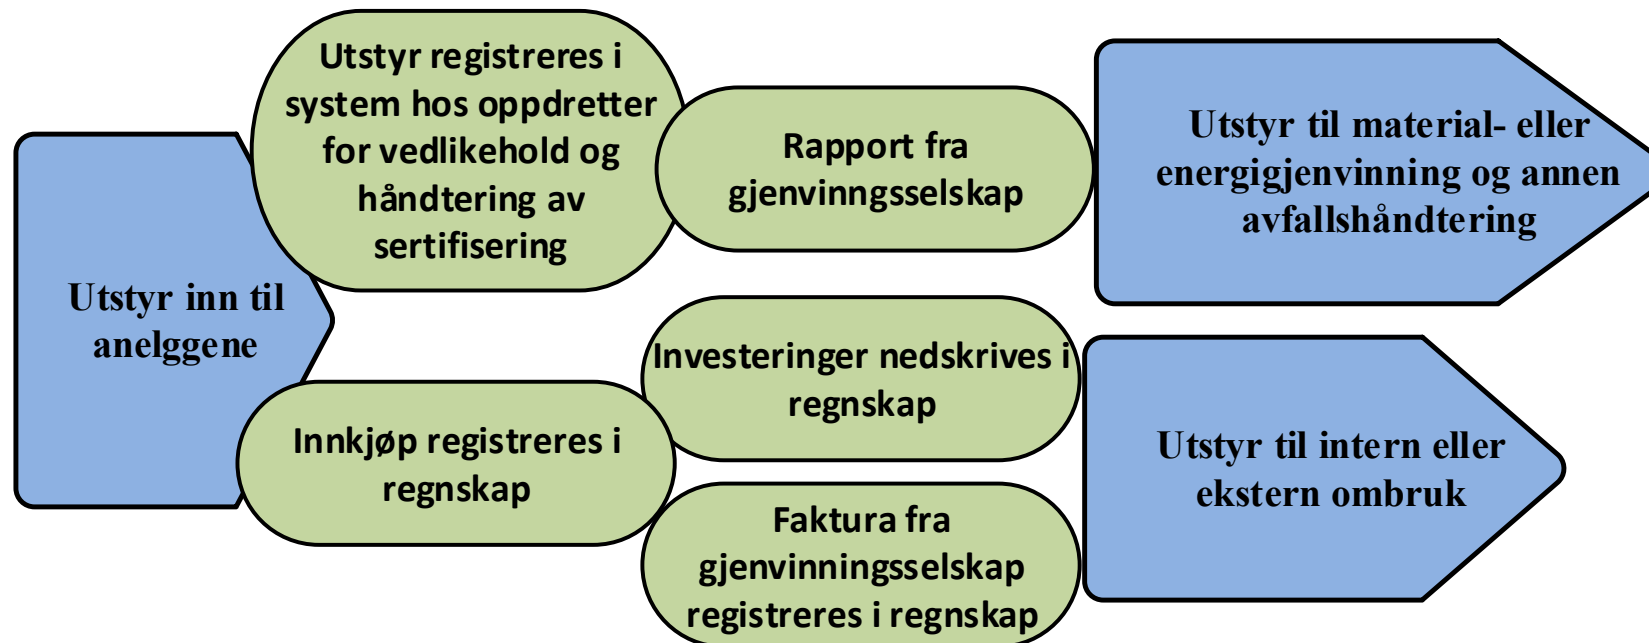 Utstyr inn til
anelggene
Utstyr registreres i
system hos oppdretter
for vedlikehold og
håndtering av
sertifisering
Innkjøp registreres i
regnskap
Rapport fra
gjenvinngsselskap
Investeringer nedskrives i
regnskap
Faktura fra
gjenvinningsselskap
registreres i regnskap
Utstyr til material- eller
energigjenvinning og annen
avfallshåndtering
Utstyr til intern eller
ekstern ombruk